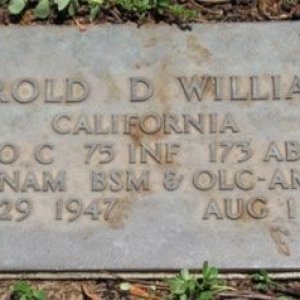 ROLD D WILLIA
CALIFORNIA
O C 75 INF 173 AB
NAM BSM & OLC-A
29 1947 AUG 1